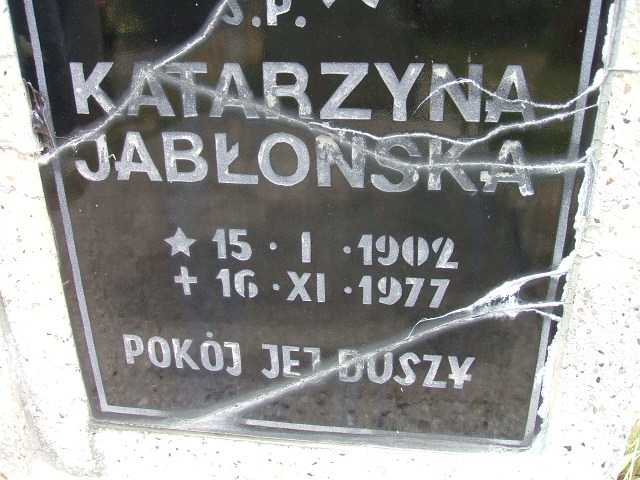 Ś.P.
KATARZYNA
JABŁOŃSKA
★ 15 · I · 1902
+ 16 · XI · 1977
POKÓJ JEJ DUSZY